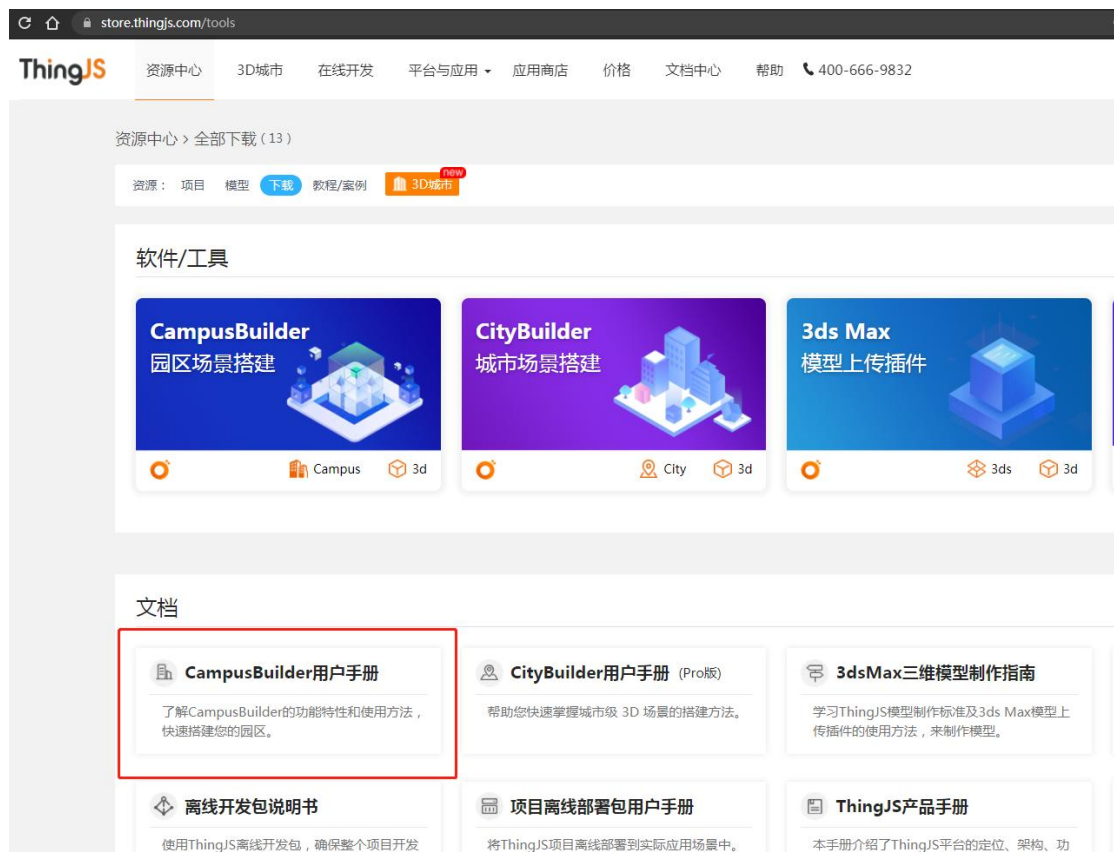 store.thingjs.com/tools
ThingJS 资源中心 3D城市 在线开发 平台与应用 应用商店 价格 文档中心 帮助 400-666-9832
资源中心 > 全部下载 ( 13 )
资源： 项目 模型 下载 教程/案例 3D城市 new
软件/工具
CampusBuilder
园区场景搭建
Campus 3d
CityBuilder
城市场景搭建
City 3d
3ds Max
模型上传插件
3ds 3d
文档
CampusBuilder用户手册
了解CampusBuilder的功能特性和使用方法，
快速搭建您的园区。
CityBuilder用户手册 (Pro版)
帮助您快速掌握城市级 3D 场景的搭建方法。
3dsMax三维模型制作指南
学习ThingJS模型制作标准及3ds Max模型上
传插件的使用方法，来制作模型。
离线开发包说明书
使用ThingJS离线开发包，确保整个项目开发
项目离线部署包用户手册
将ThingJS项目离线部署到实际应用场景中。
ThingJS产品手册
本手册介绍了ThingJS平台的定位、架构、功